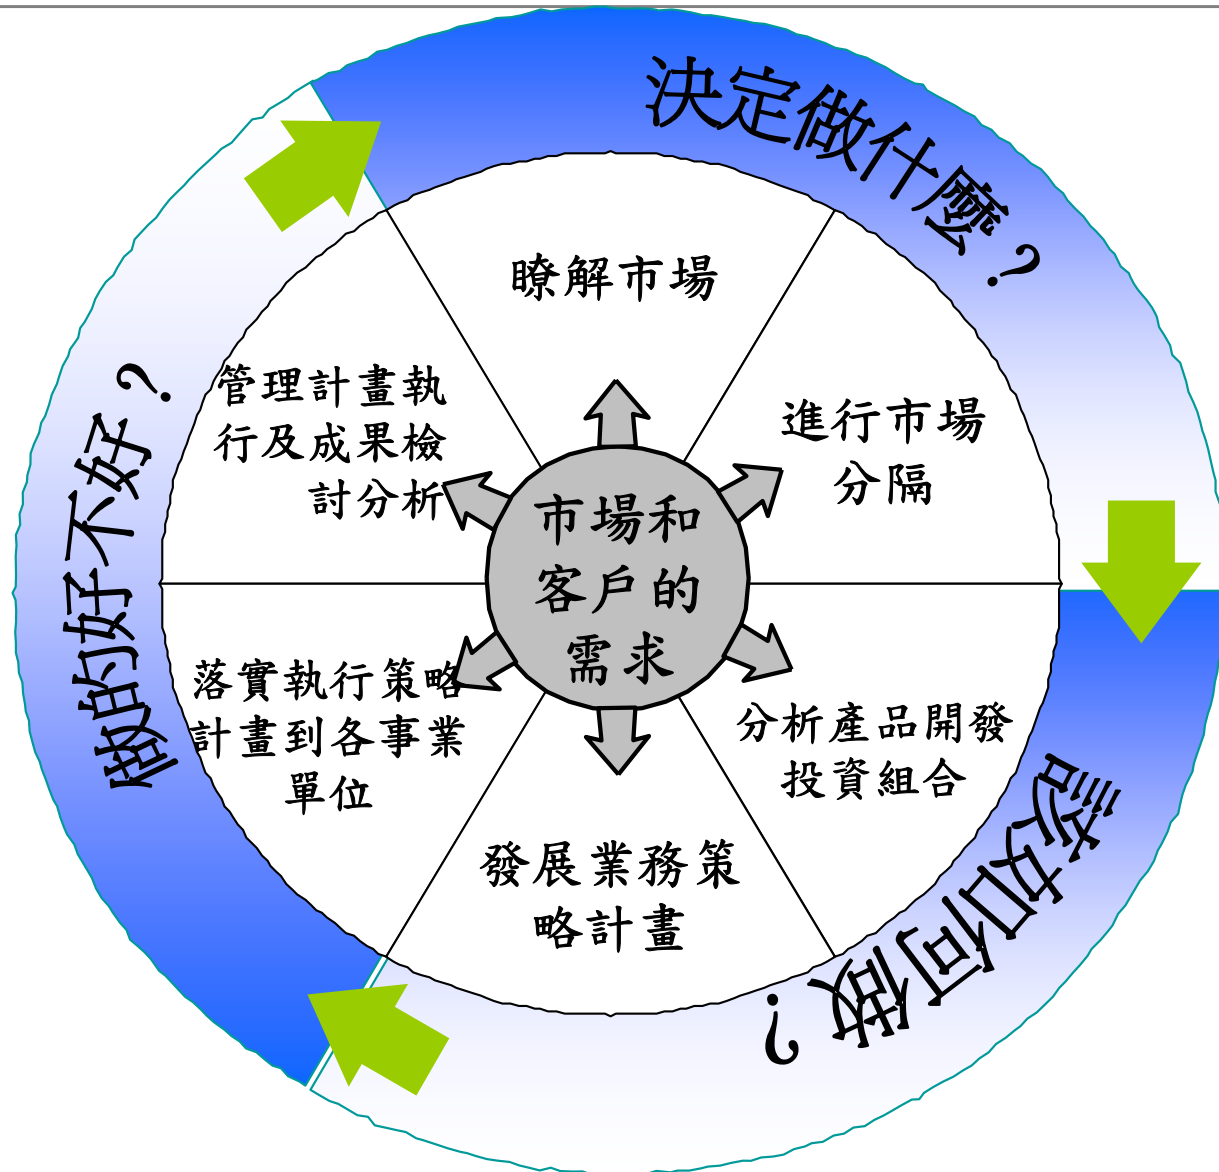 決定做什麼？
瞭解市場
進行市場
分隔
分析產品開發
投資組合
該如何做？
發展業務策
略計畫
落實執行策略
計畫到各事業
單位
管理計畫執
行及成果檢
討分析
做的好不好？
市場和
客戶的
需求